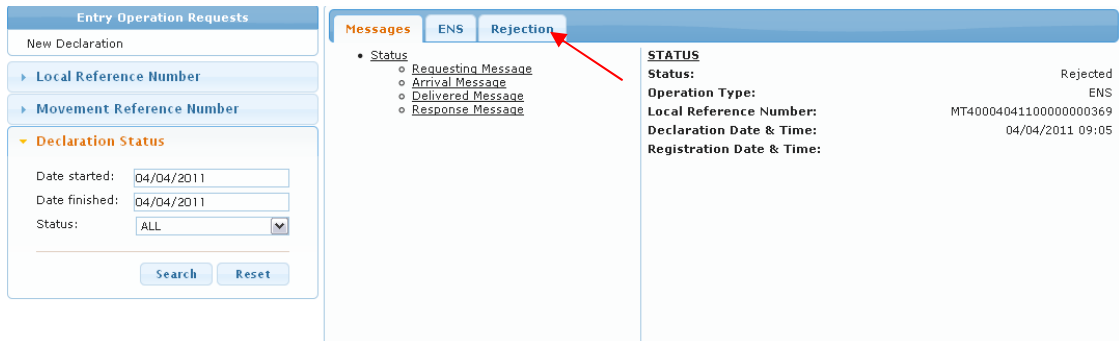 Entry Operation Requests
New Declaration
Local Reference Number
Movement Reference Number
Declaration Status
Date started: 04/04/2011
Date finished: 04/04/2011
Status: ALL
Search Reset
Messages ENS Rejection
Status
Requesting Message
Arrival Message
Delivered Message
Response Message
STATUS
Status: Rejected
Operation Type: ENS
Local Reference Number: MT40004041100000000369
Declaration Date & Time: 04/04/2011 09:05
Registration Date & Time: